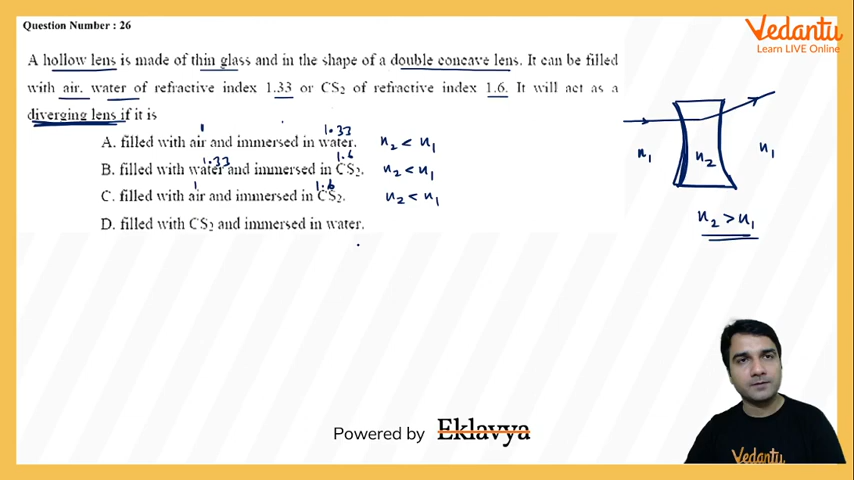 Question Number : 26
Vedantu
Learn LIVE Online
A hollow lens is made of thin glass and in the shape of a double concave lens. It can be filled
with air. water of refractive index 1.33 or CS2 of refractive index 1.6. It will act as a
diverging lens if it is
1 1.33
A. filled with air and immersed in water. n2 < n1
1.33 1.6
B. filled with water and immersed in CS2. n2 < n1
1 1.6
C. filled with air and immersed in CS2. n2 < n1
D. filled with CS2 and immersed in water.
n1 n2 n1
n2 > n1
Powered by Eklavya
Vedantu